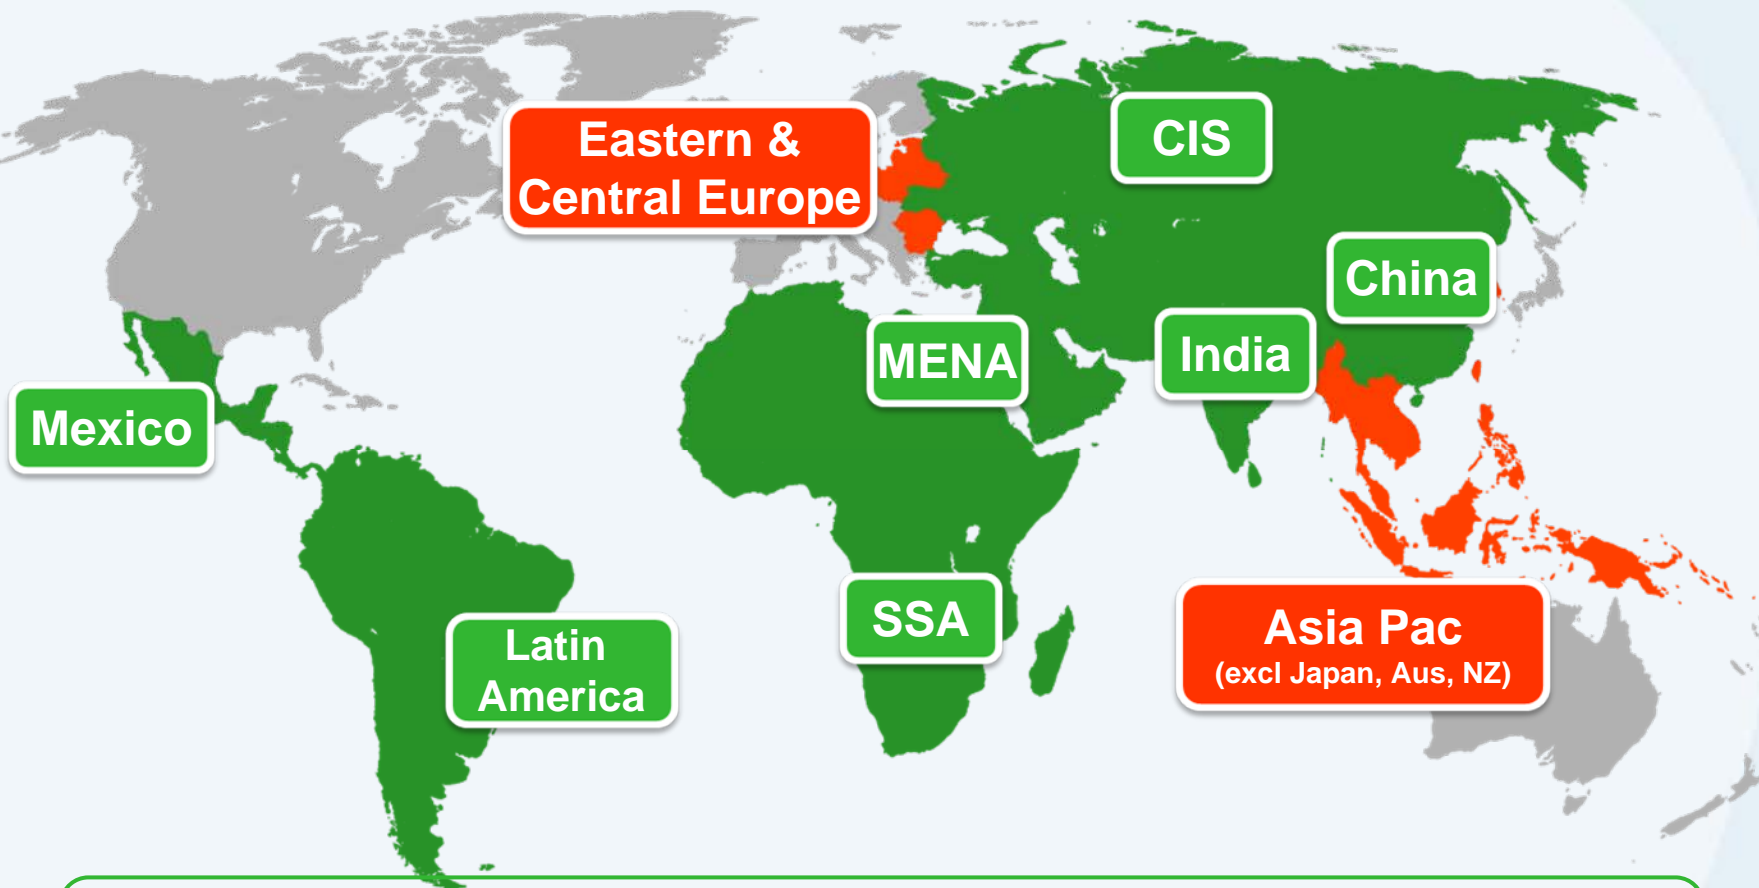 Eastern &
Central Europe
CIS
China
India
MENA
Mexico
SSA
Latin
America
Asia Pac
(excl Japan, Aus, NZ)